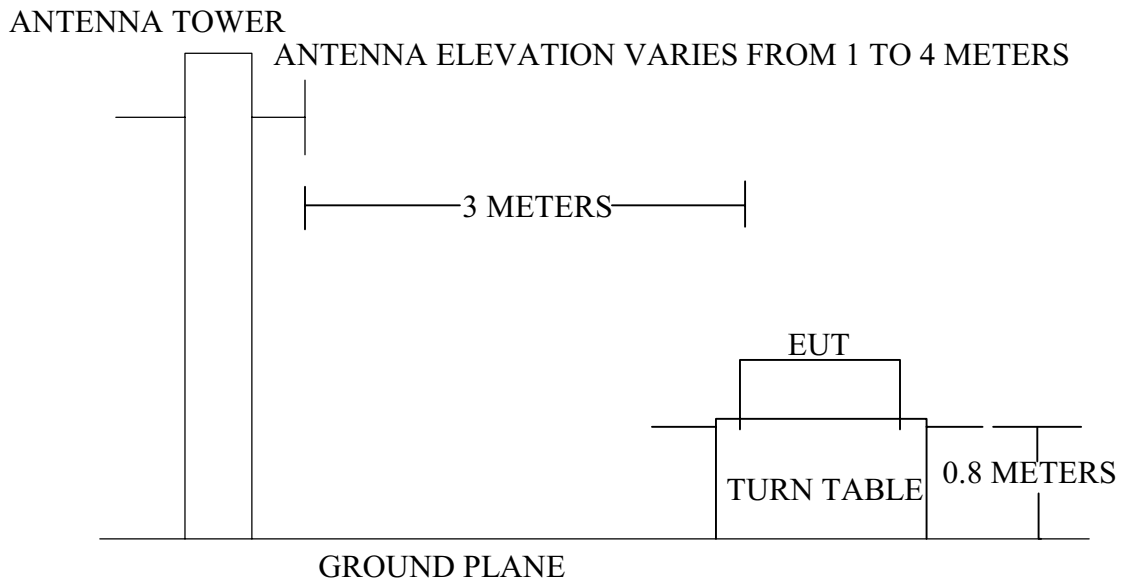 ANTENNA TOWER
ANTENNA ELEVATION VARIES FROM 1 TO 4 METERS
3 METERS
EUT
0.8 METERS
TURN TABLE
GROUND PLANE